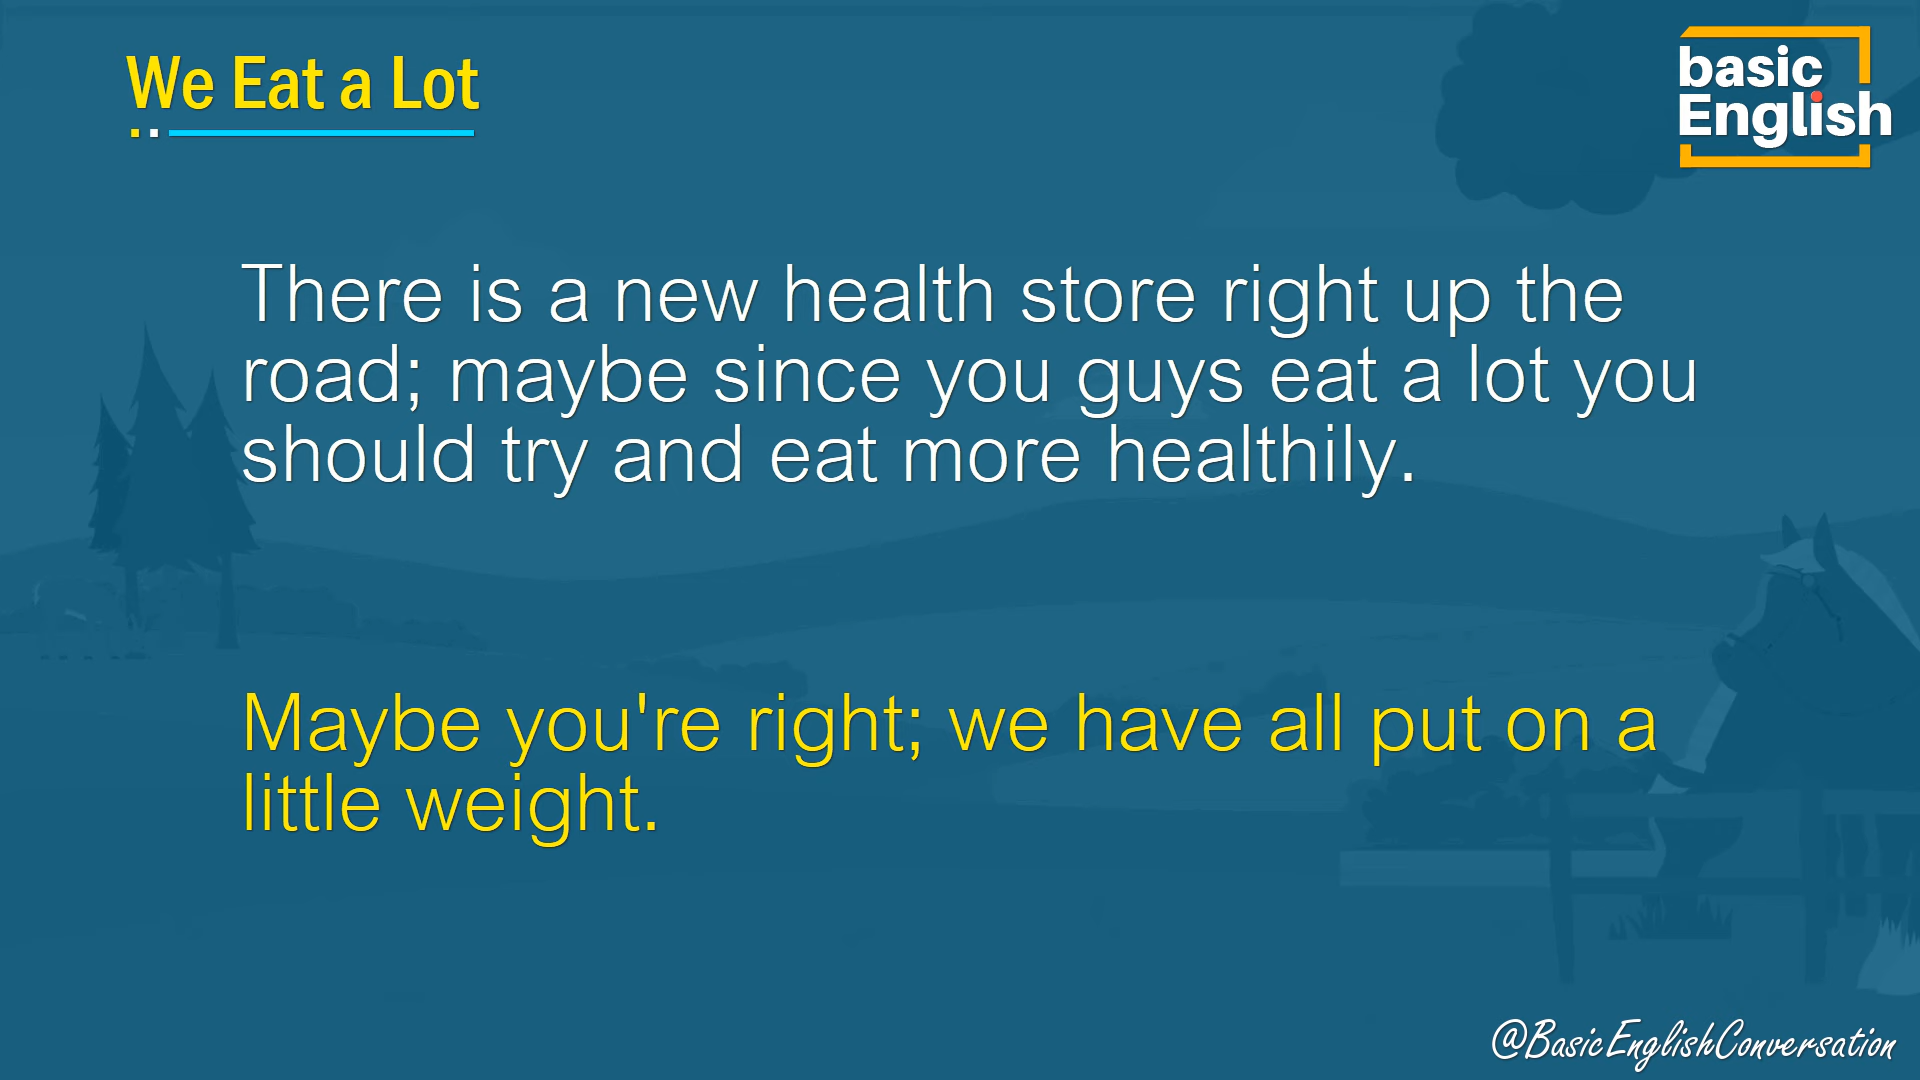 We Eat a Lot
basic
English
There is a new health store right up the
road; maybe since you guys eat a lot you
should try and eat more healthily.
Maybe you're right; we have all put on a
little weight.
@BasicEnglishConversation